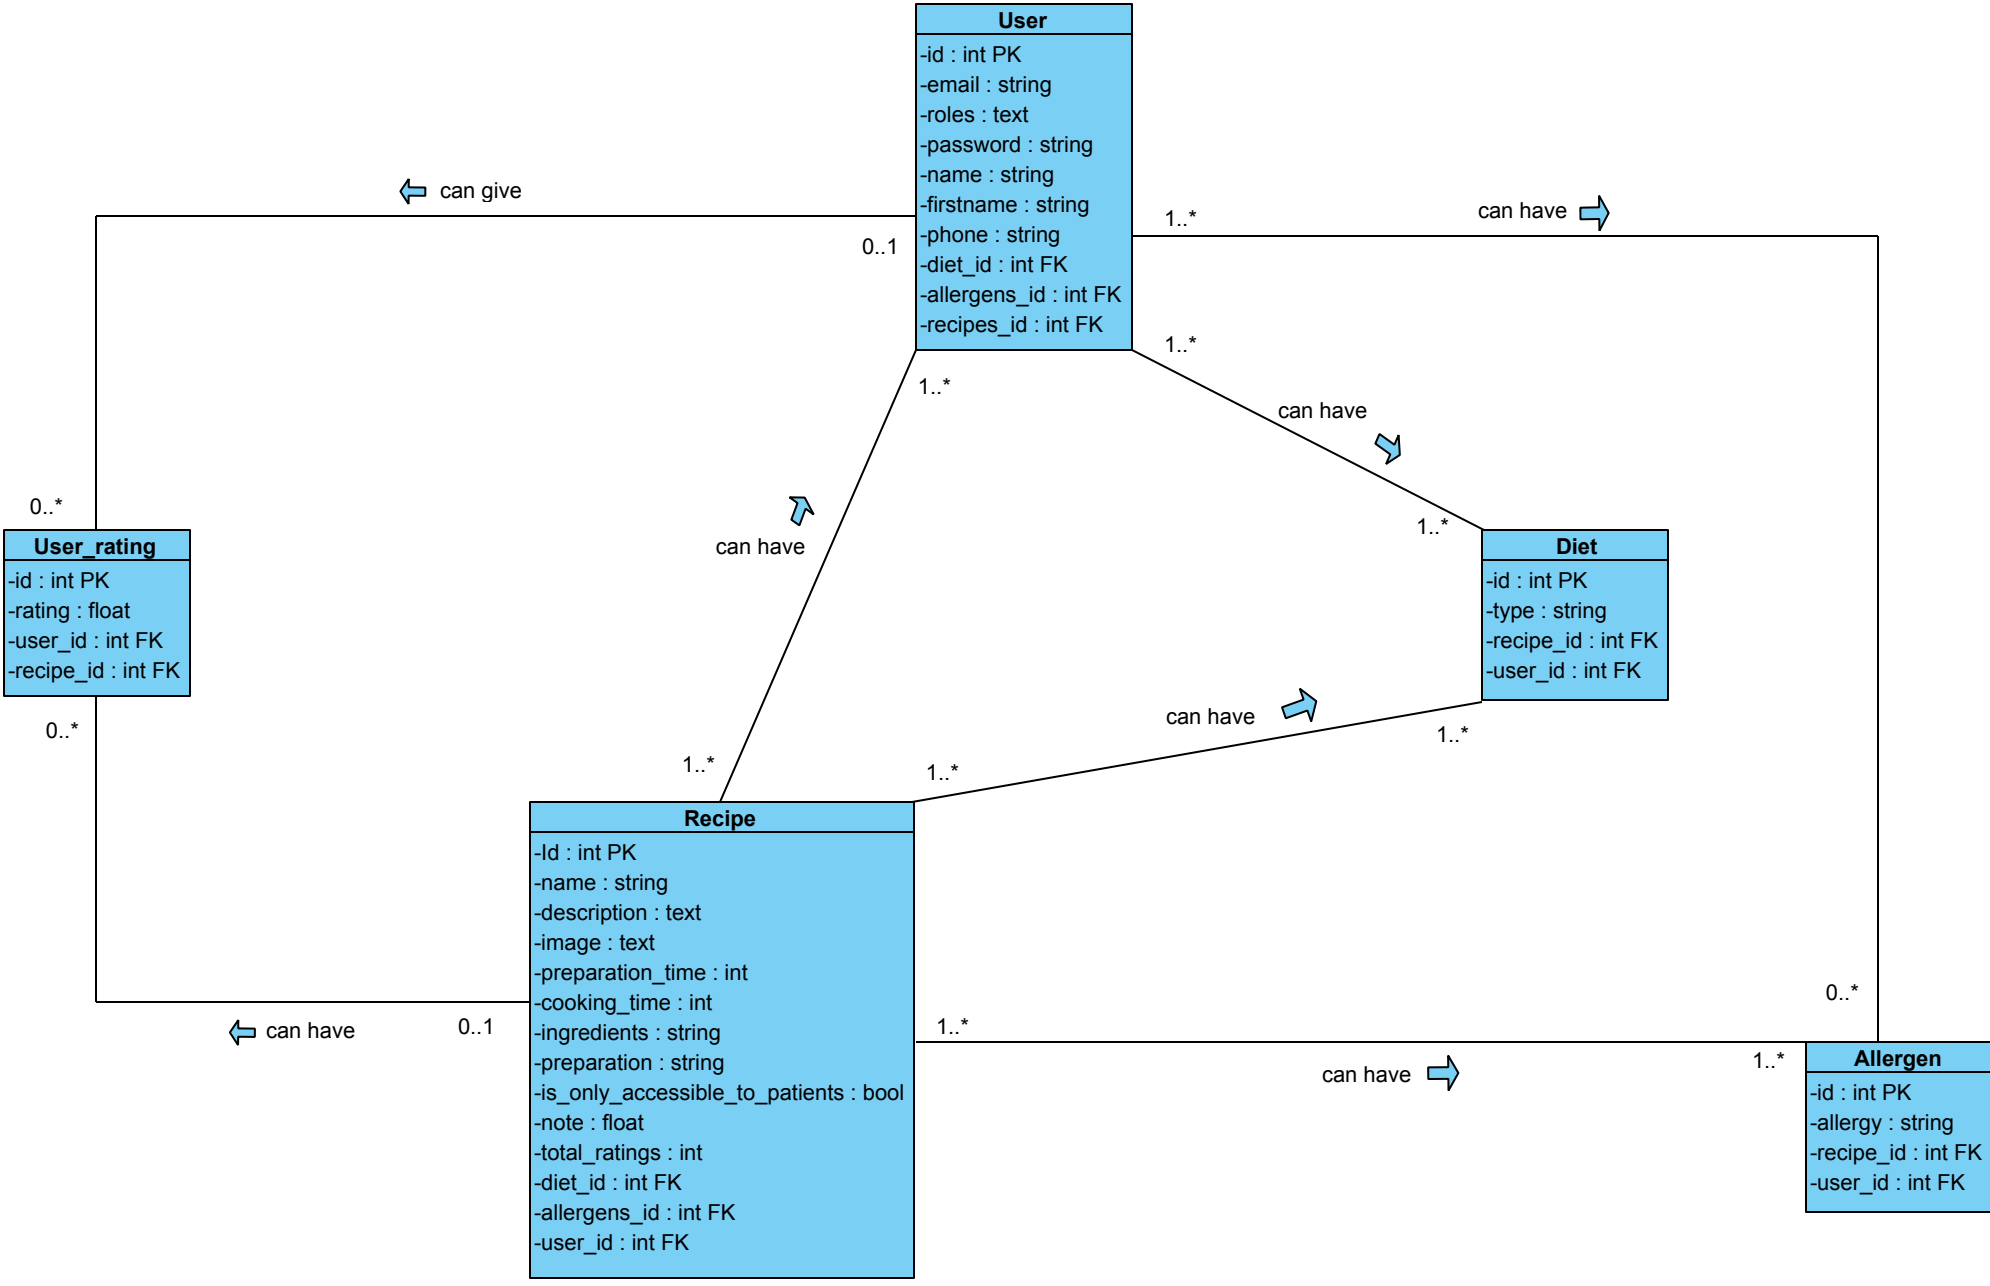 User
-id : int PK
-email : string
-roles : text
-password : string
-name : string
-firstname : string
-phone : string
-diet_id : int FK
-allergens_id : int FK
-recipes_id : int FK
can give
0..1
1..*
can have
1..*
1..*
can have
0..*
can have
1..*
User_rating
-id : int PK
-rating : float
-user_id : int FK
-recipe_id : int FK
Diet
-id : int PK
-type : string
-recipe_id : int FK
-user_id : int FK
0..*
can have
1..*
1..*
1..*
Recipe
-Id : int PK
-name : string
-description : text
-image : text
-preparation_time : int
-cooking_time : int
-ingredients : string
-preparation : string
-is_only_accessible_to_patients : bool
-note : float
-total_ratings : int
-diet_id : int FK
-allergens_id : int FK
-user_id : int FK
0..*
can have
0..1
1..*
can have
1..*
Allergen
-id : int PK
-allergy : string
-recipe_id : int FK
-user_id : int FK